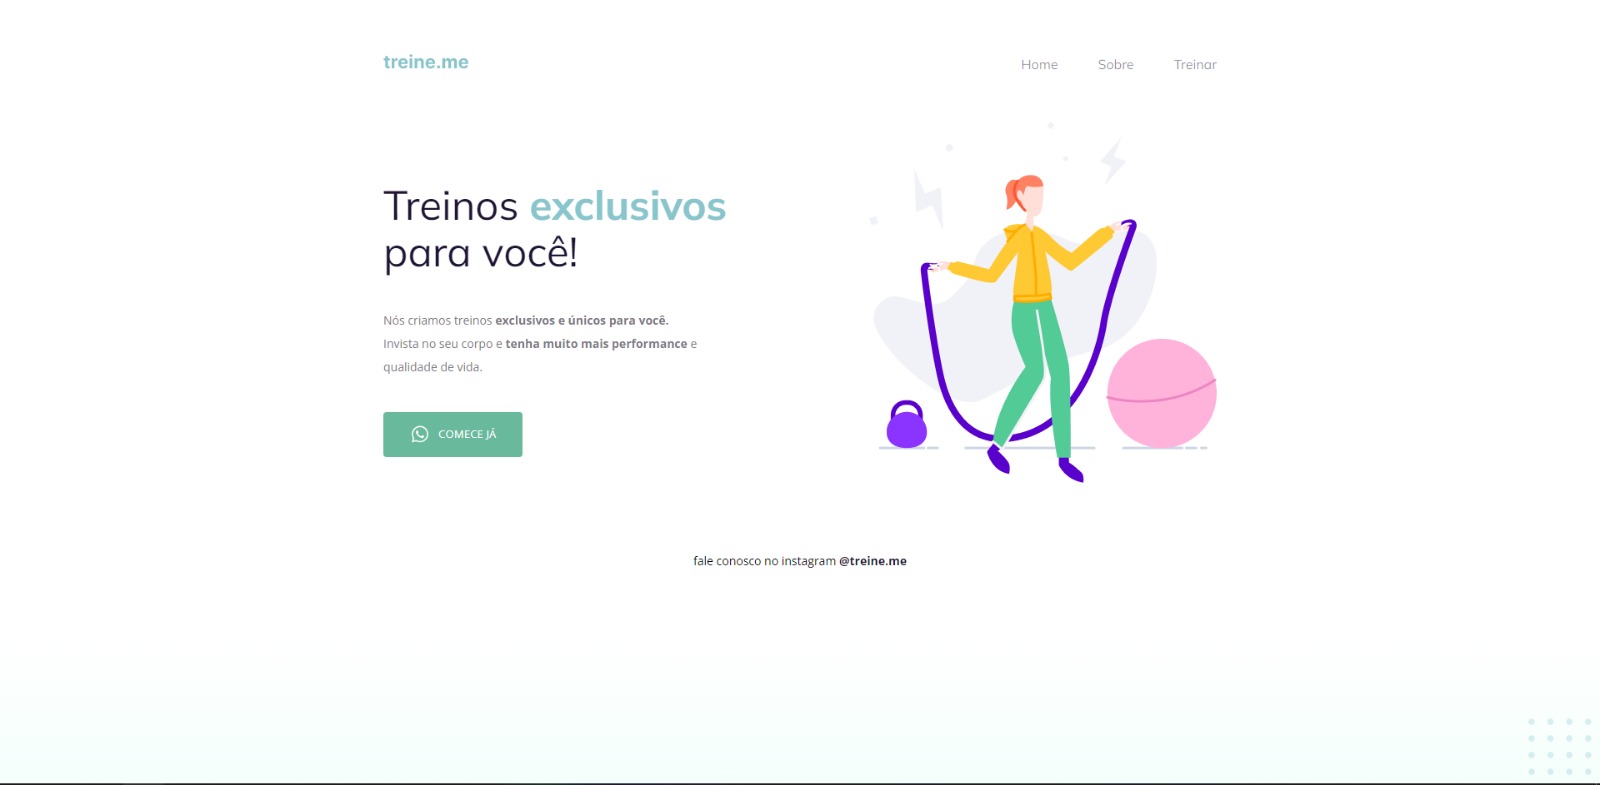 treine.me
Home Sobre Treinar
Treinos exclusivos
para você!
Nós criamos treinos exclusivos e únicos para você.
Invista no seu corpo e tenha muito mais performance e
qualidade de vida.
COMECE JÁ
fale conosco no instagram @treine.me